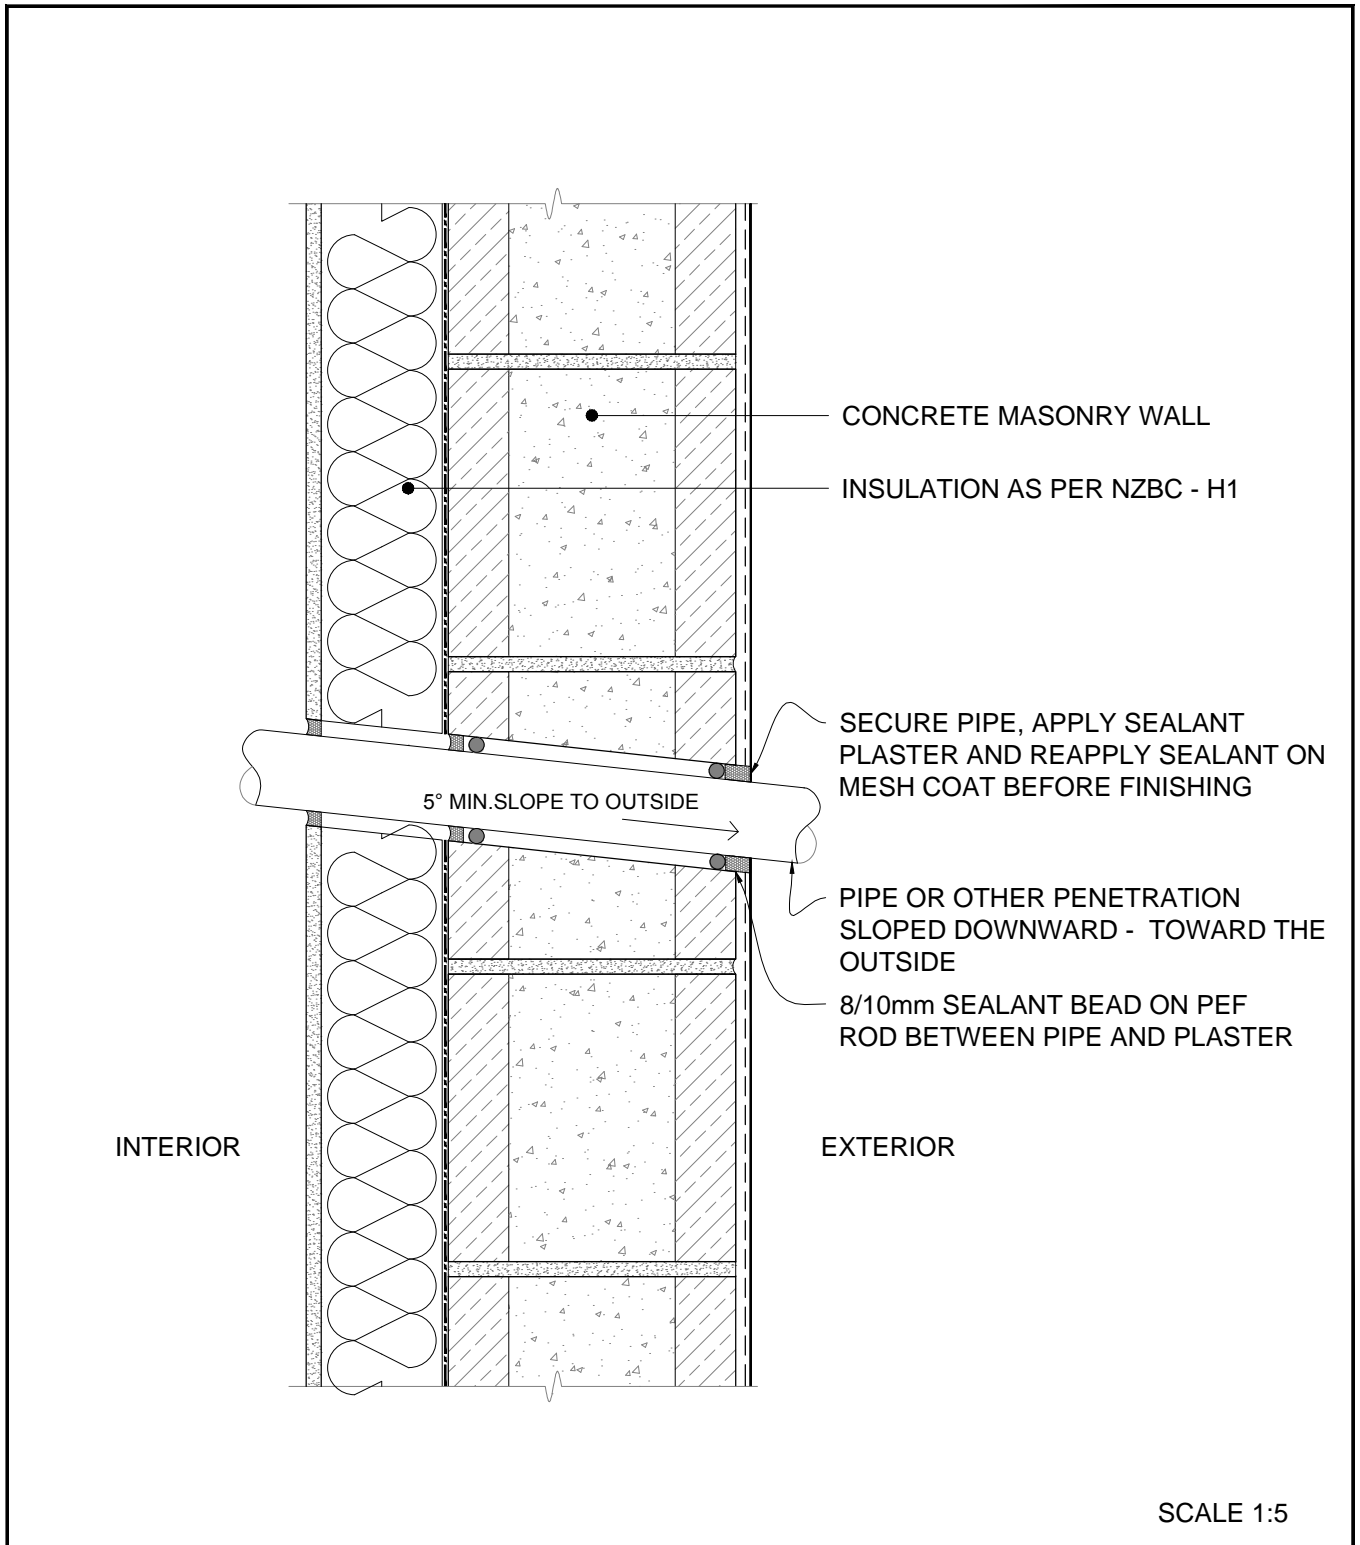 CONCRETE MASONRY WALL
INSULATION AS PER NZBC - H1
SECURE PIPE, APPLY SEALANT
PLASTER AND REAPPLY SEALANT ON
MESH COAT BEFORE FINISHING
5° MIN.SLOPE TO OUTSIDE
PIPE OR OTHER PENETRATION
SLOPED DOWNWARD - TOWARD THE
OUTSIDE
8/10mm SEALANT BEAD ON PEF
ROD BETWEEN PIPE AND PLASTER
INTERIOR
EXTERIOR
SCALE 1:5